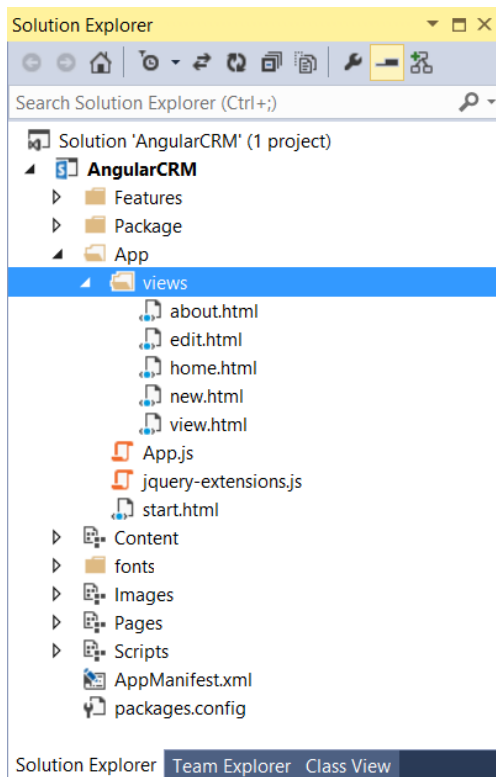 Solution Explorer
Search Solution Explorer (Ctrl+;)
Solution 'AngularCRM' (1 project)
AngularCRM
Features
Package
App
views
about.html
edit.html
home.html
new.html
view.html
App.js
jquery-extensions.js
start.html
Content
fonts
Images
Pages
Scripts
AppManifest.xml
packages.config
Solution Explorer Team Explorer Class View